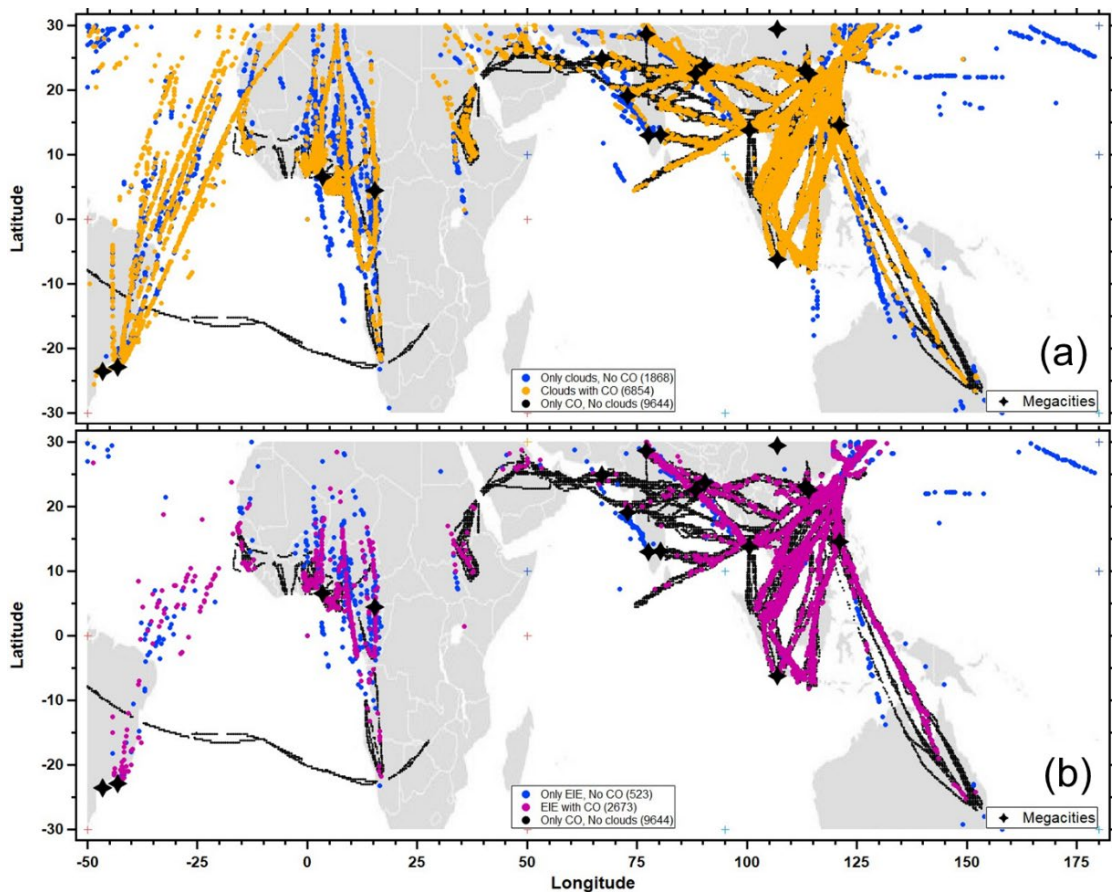 30
20
10
0
-10
-20
-30
Latitude
(a)
Only clouds, No CO (1868)
Clouds with CO (6854)
Only CO, No clouds (9644)
Megacities
30
20
10
0
-10
-20
-30
Latitude
(b)
Only EIE, No CO (523)
EIE with CO (2673)
Only CO, No clouds (9644)
Megacities
-50 -25 0 25 50 75 100 125 150 175
Longitude